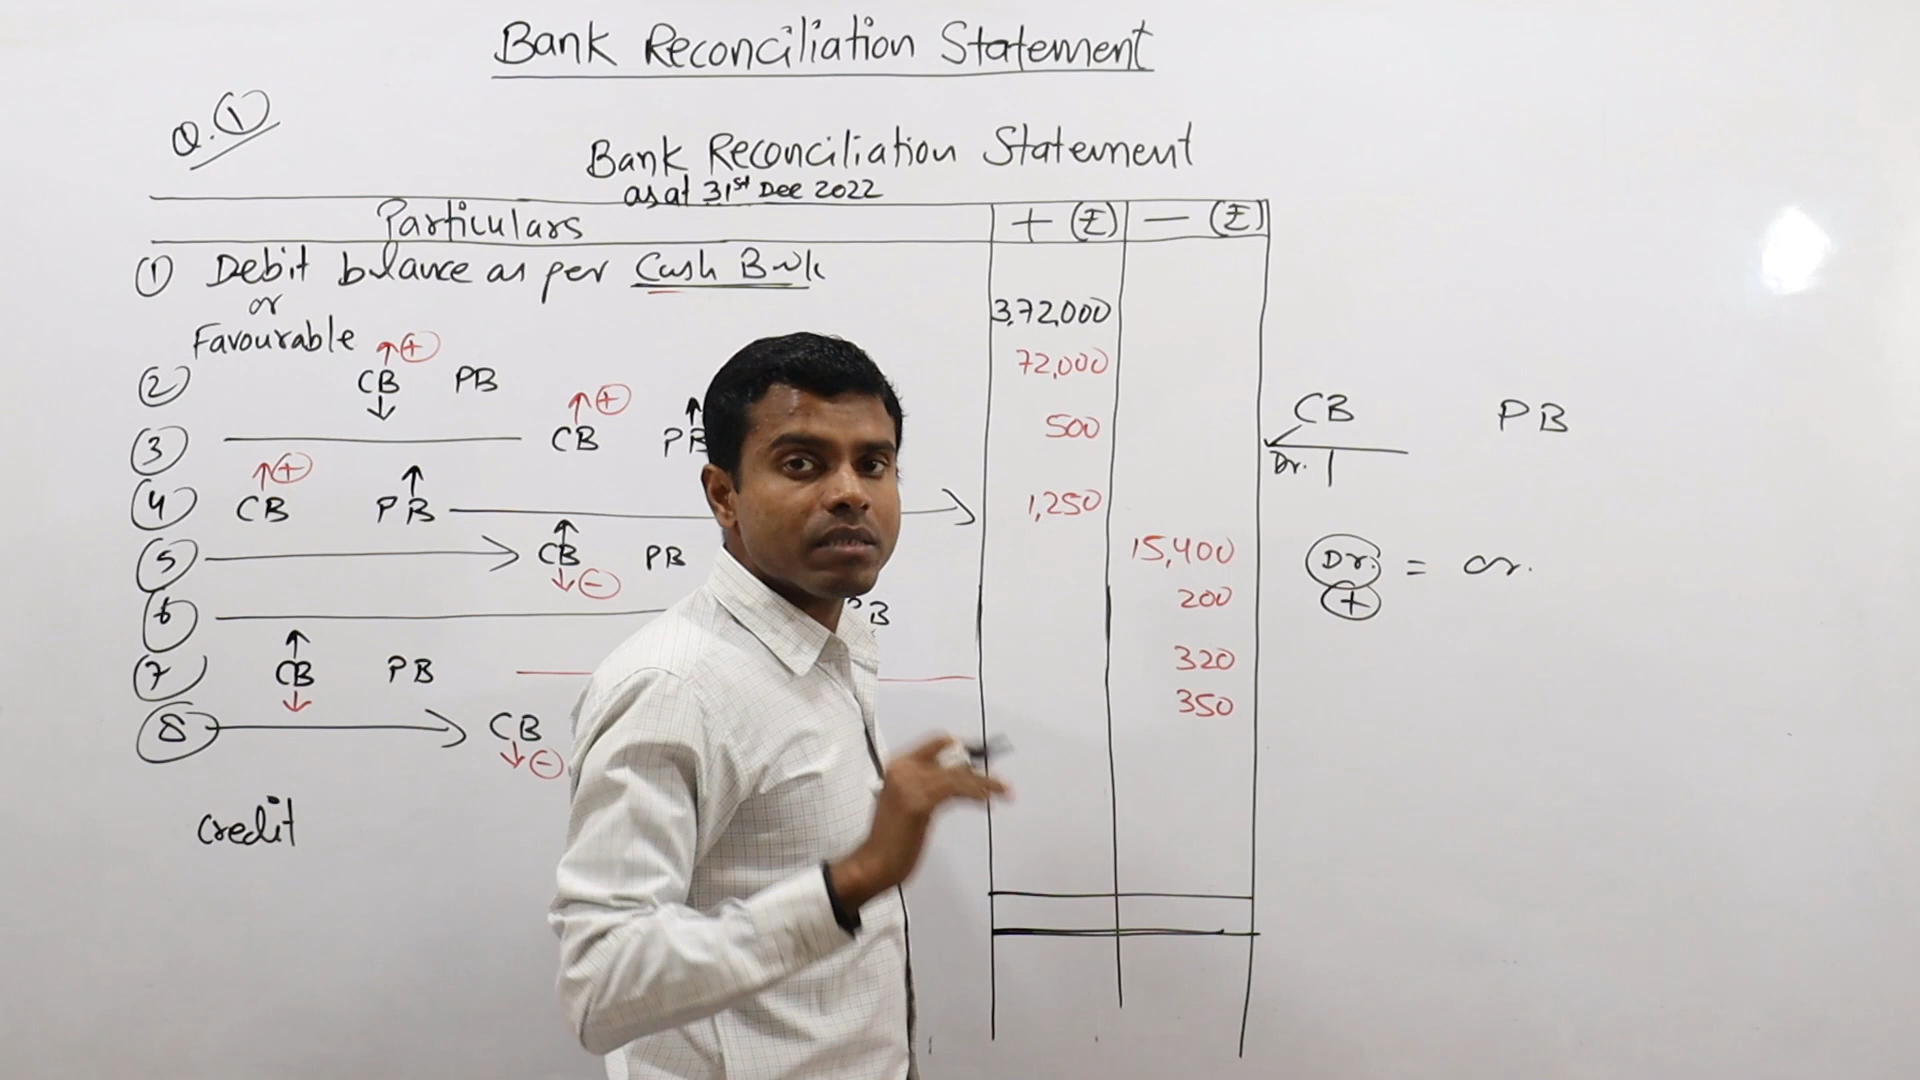 Bank Reconciliation Statement
Q. 1
Bank Reconciliation Statement
as at 31st Dec 2022
Particulars + (₹) — (₹)
① Debit balance as per Cash Book
or
Favourable
3,72,000
↑⊕
② CB PB 72,000
↓
↑⊕ ↑
③ CB PB 500
↑⊕ ↑
④ CB PB 1,250
↑
⑤ CB PB 15,400
↓⊖
⑥ PB 200
↑
⑦ CB PB 320
↓
350
⑧ CB
↓⊖
Credit
CB PB
Dr.
Dr. = Cr.
+